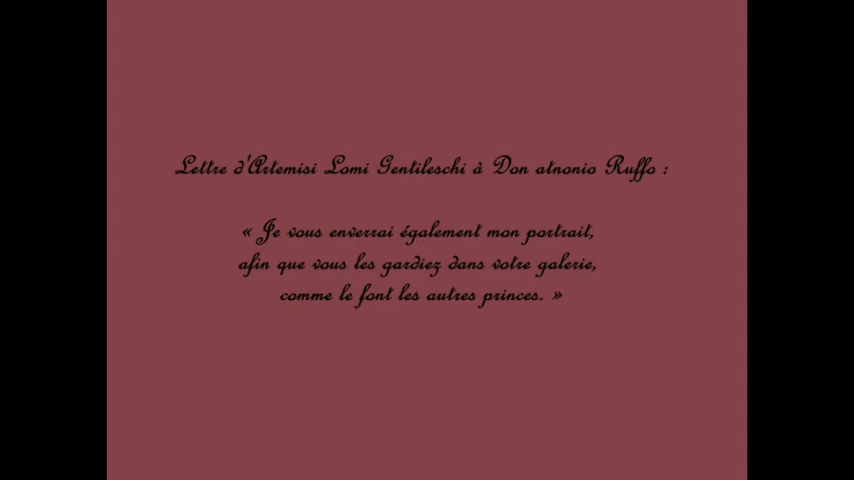 Lettre d'Artemisi Lomi Gentileschi à Don atnonio Ruffo :
« Je vous enverrai également mon portrait,
afin que vous les gardiez dans votre galerie,
comme le font les autres princes. »